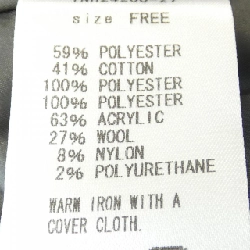 size FREE
59% POLYESTER
41% COTTON
100% POLYESTER
100% POLYESTER
63% ACRYLIC
27% WOOL
8% NYLON
2% POLYURETHANE
WARM IRON WITH A
COVER CLOTH.